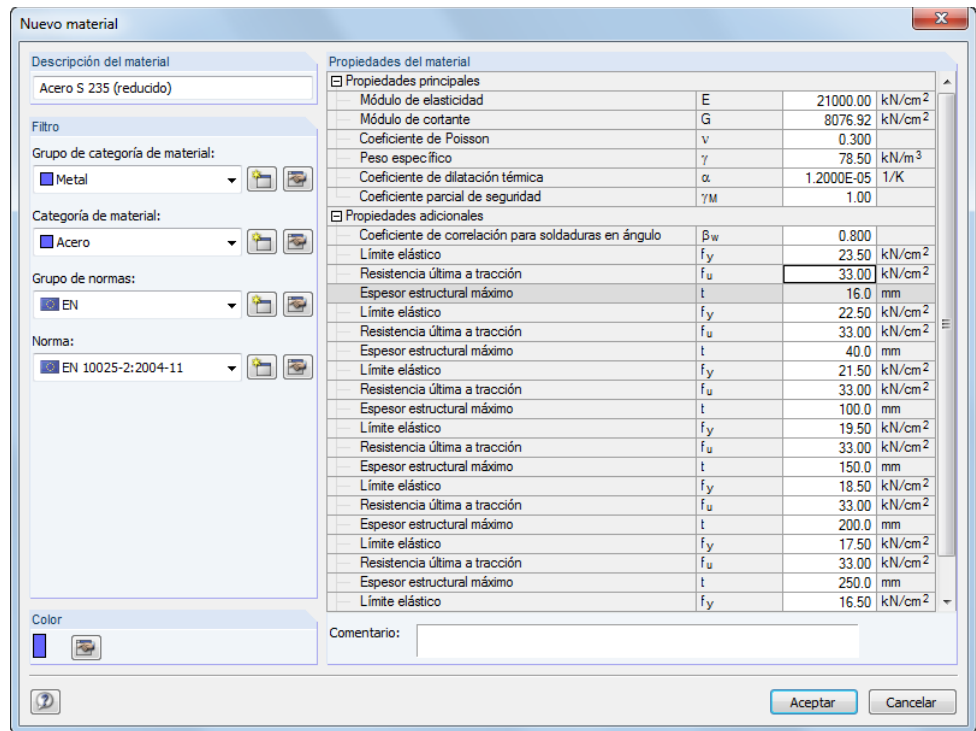 Nuevo material
Descripción del material
Acero S 235 (reducido)
Filtro
Grupo de categoría de material:
Metal
Categoría de material:
Acero
Grupo de normas:
EN
Norma:
EN 10025-2:2004-11
Color
Propiedades del material
Propiedades principales
Módulo de elasticidad E 21000.00 kN/cm2
Módulo de cortante G 8076.92 kN/cm2
Coeficiente de Poisson ν 0.300
Peso específico γ 78.50 kN/m3
Coeficiente de dilatación térmica α 1.2000E-05 1/K
Coeficiente parcial de seguridad γM 1.00
Propiedades adicionales
Coeficiente de correlación para soldaduras en ángulo βw 0.800
Límite elástico fy 23.50 kN/cm2
Resistencia última a tracción fu 33.00 kN/cm2
Espesor estructural máximo t 16.0 mm
Límite elástico fy 22.50 kN/cm2
Resistencia última a tracción fu 33.00 kN/cm2
Espesor estructural máximo t 40.0 mm
Límite elástico fy 21.50 kN/cm2
Resistencia última a tracción fu 33.00 kN/cm2
Espesor estructural máximo t 100.0 mm
Límite elástico fy 19.50 kN/cm2
Resistencia última a tracción fu 33.00 kN/cm2
Espesor estructural máximo t 150.0 mm
Límite elástico fy 18.50 kN/cm2
Resistencia última a tracción fu 33.00 kN/cm2
Espesor estructural máximo t 200.0 mm
Límite elástico fy 17.50 kN/cm2
Resistencia última a tracción fu 33.00 kN/cm2
Espesor estructural máximo t 250.0 mm
Límite elástico fy 16.50 kN/cm2
Comentario:
Aceptar
Cancelar